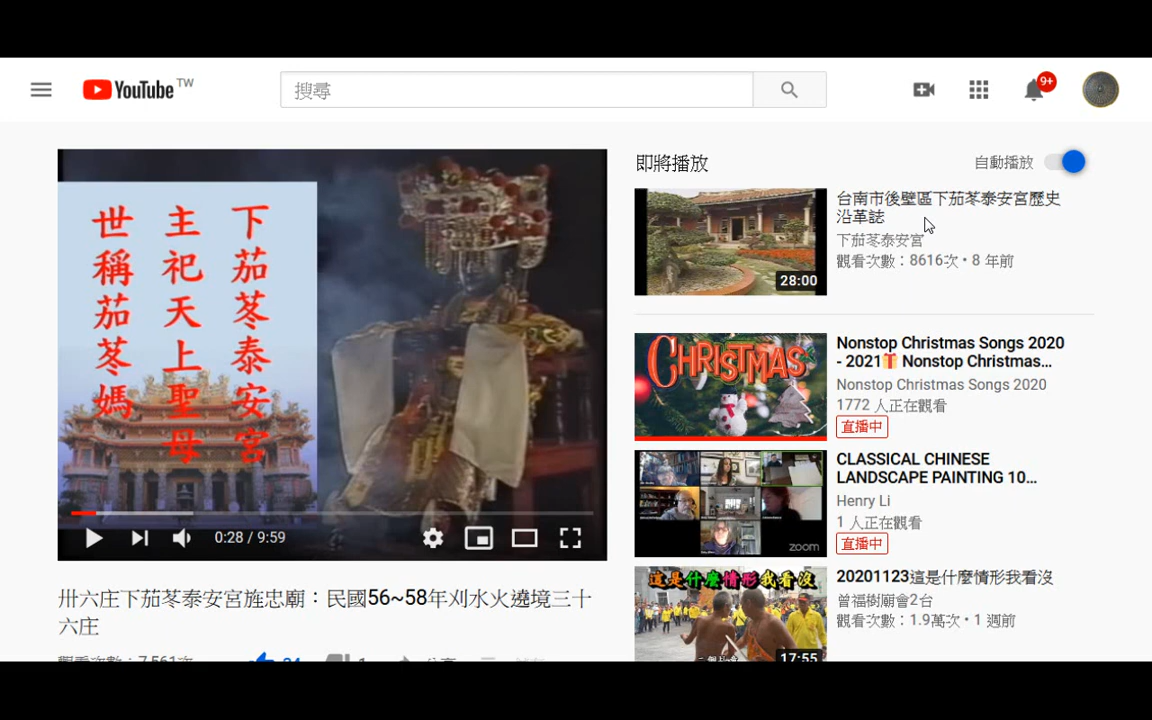 YouTube TW
搜尋
9+
下茄苳泰安宮
主祀天上聖母
世稱茄苳媽
0:28 / 9:59
卅六庄下茄苳泰安宮旌忠廟：民國56~58年刈水火遶境三十
六庄
即將播放
自動播放
28:00
台南市後壁區下茄苳泰安宮歷史
沿革誌
下茄苳泰安宮
觀看次數：8616次 • 8 年前
CHRISTMAS
Nonstop Christmas Songs 2020
- 2021🎁 Nonstop Christmas...
Nonstop Christmas Songs 2020
1772 人正在觀看
直播中
zoom
CLASSICAL CHINESE
LANDSCAPE PAINTING 10...
Henry Li
1 人正在觀看
直播中
這是什麼情形我看沒
17:55
20201123這是什麼情形我看沒
曾福樹廟會2台
觀看次數：1.9萬次 • 1 週前